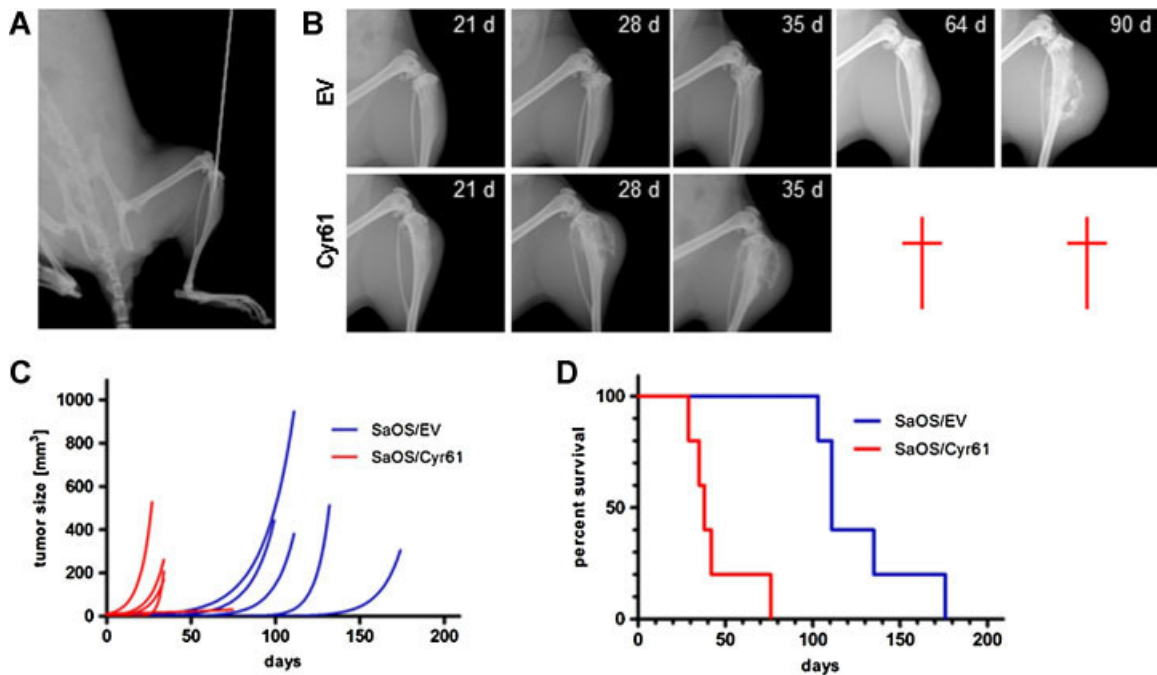 A
B
21 d
28 d
35 d
64 d
90 d
EV
21 d
28 d
35 d
Cyr61
C
1000
800
600
400
200
0
tumor size [mm³]
SaOS/EV
SaOS/Cyr61
0
50
100
150
200
days
D
100
50
0
percent survival
SaOS/EV
SaOS/Cyr61
0
50
100
150
200
days